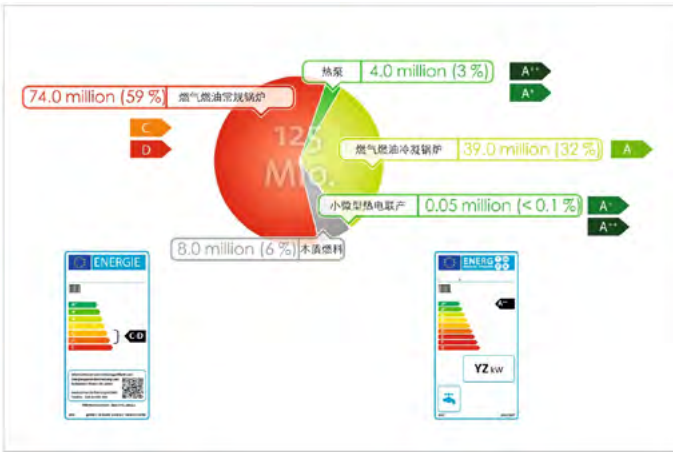 热泵 4.0 million (3 %) A++
A+
74.0 million (59 %) 燃气燃油常规锅炉
C
D
125
Mio.
燃气燃油冷凝锅炉 39.0 million (32 %) A
小微型热电联产 0.05 million (< 0.1 %) A+
A++
8.0 million (6 %) 木质燃料
ENERGIE
C-D
ENERG
A++
YZ kW